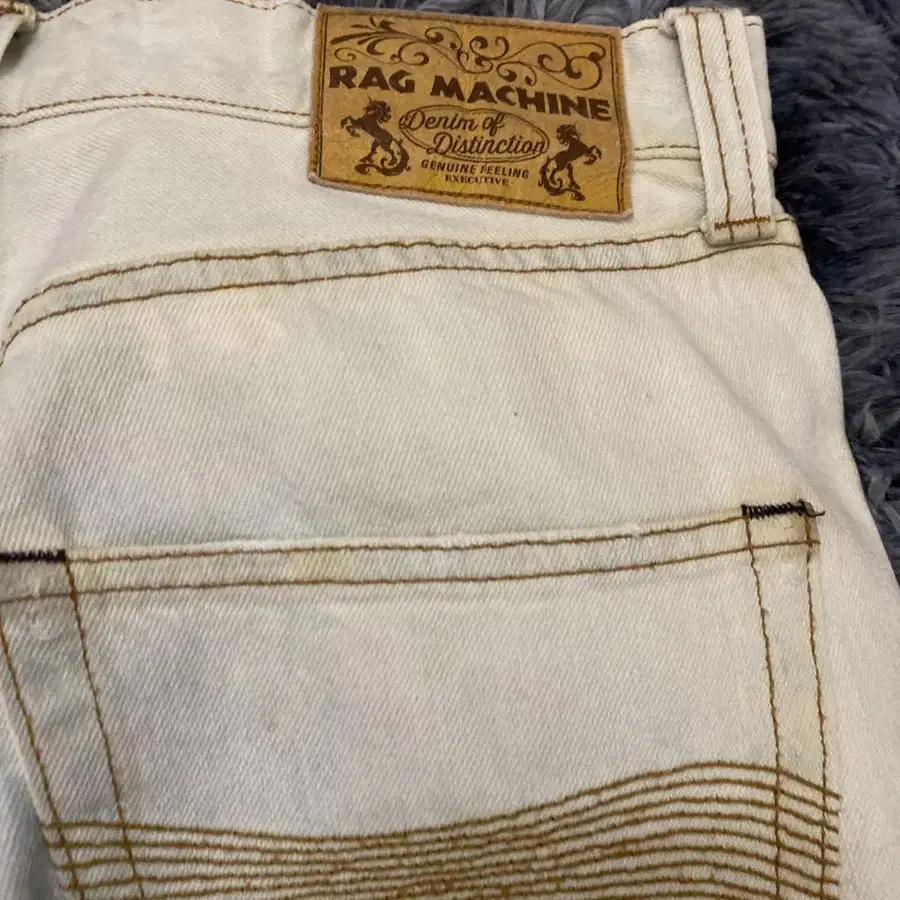 RAG MACHINE
Denim of
Distinction
GENUINE FEELING
EXECUTIVE